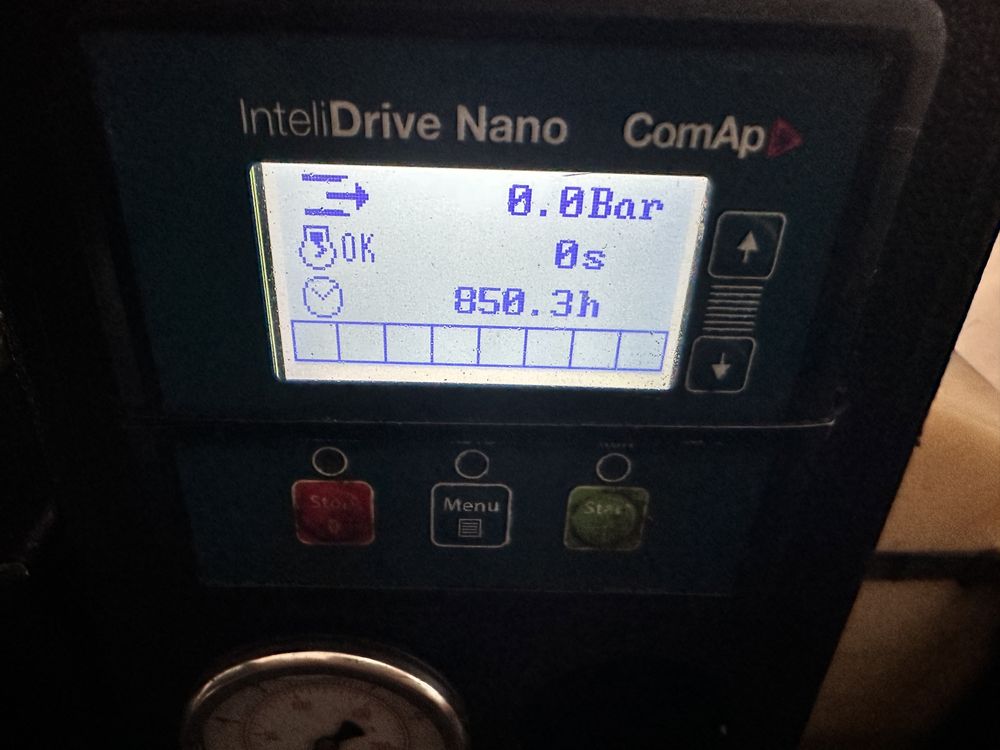 InteliDrive Nano ComAp
0.0Bar
OK 0s
850.3h
Stop Menu Start